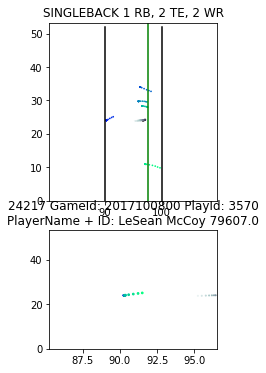 SINGLEBACK 1 RB, 2 TE, 2 WR
50
40
30
20
10
0
90 100
24217 GameId: 2017100800 PlayId: 3570
PlayerName + ID: LeSean McCoy 79607.0
40
20
0
87.5 90.0 92.5 95.0